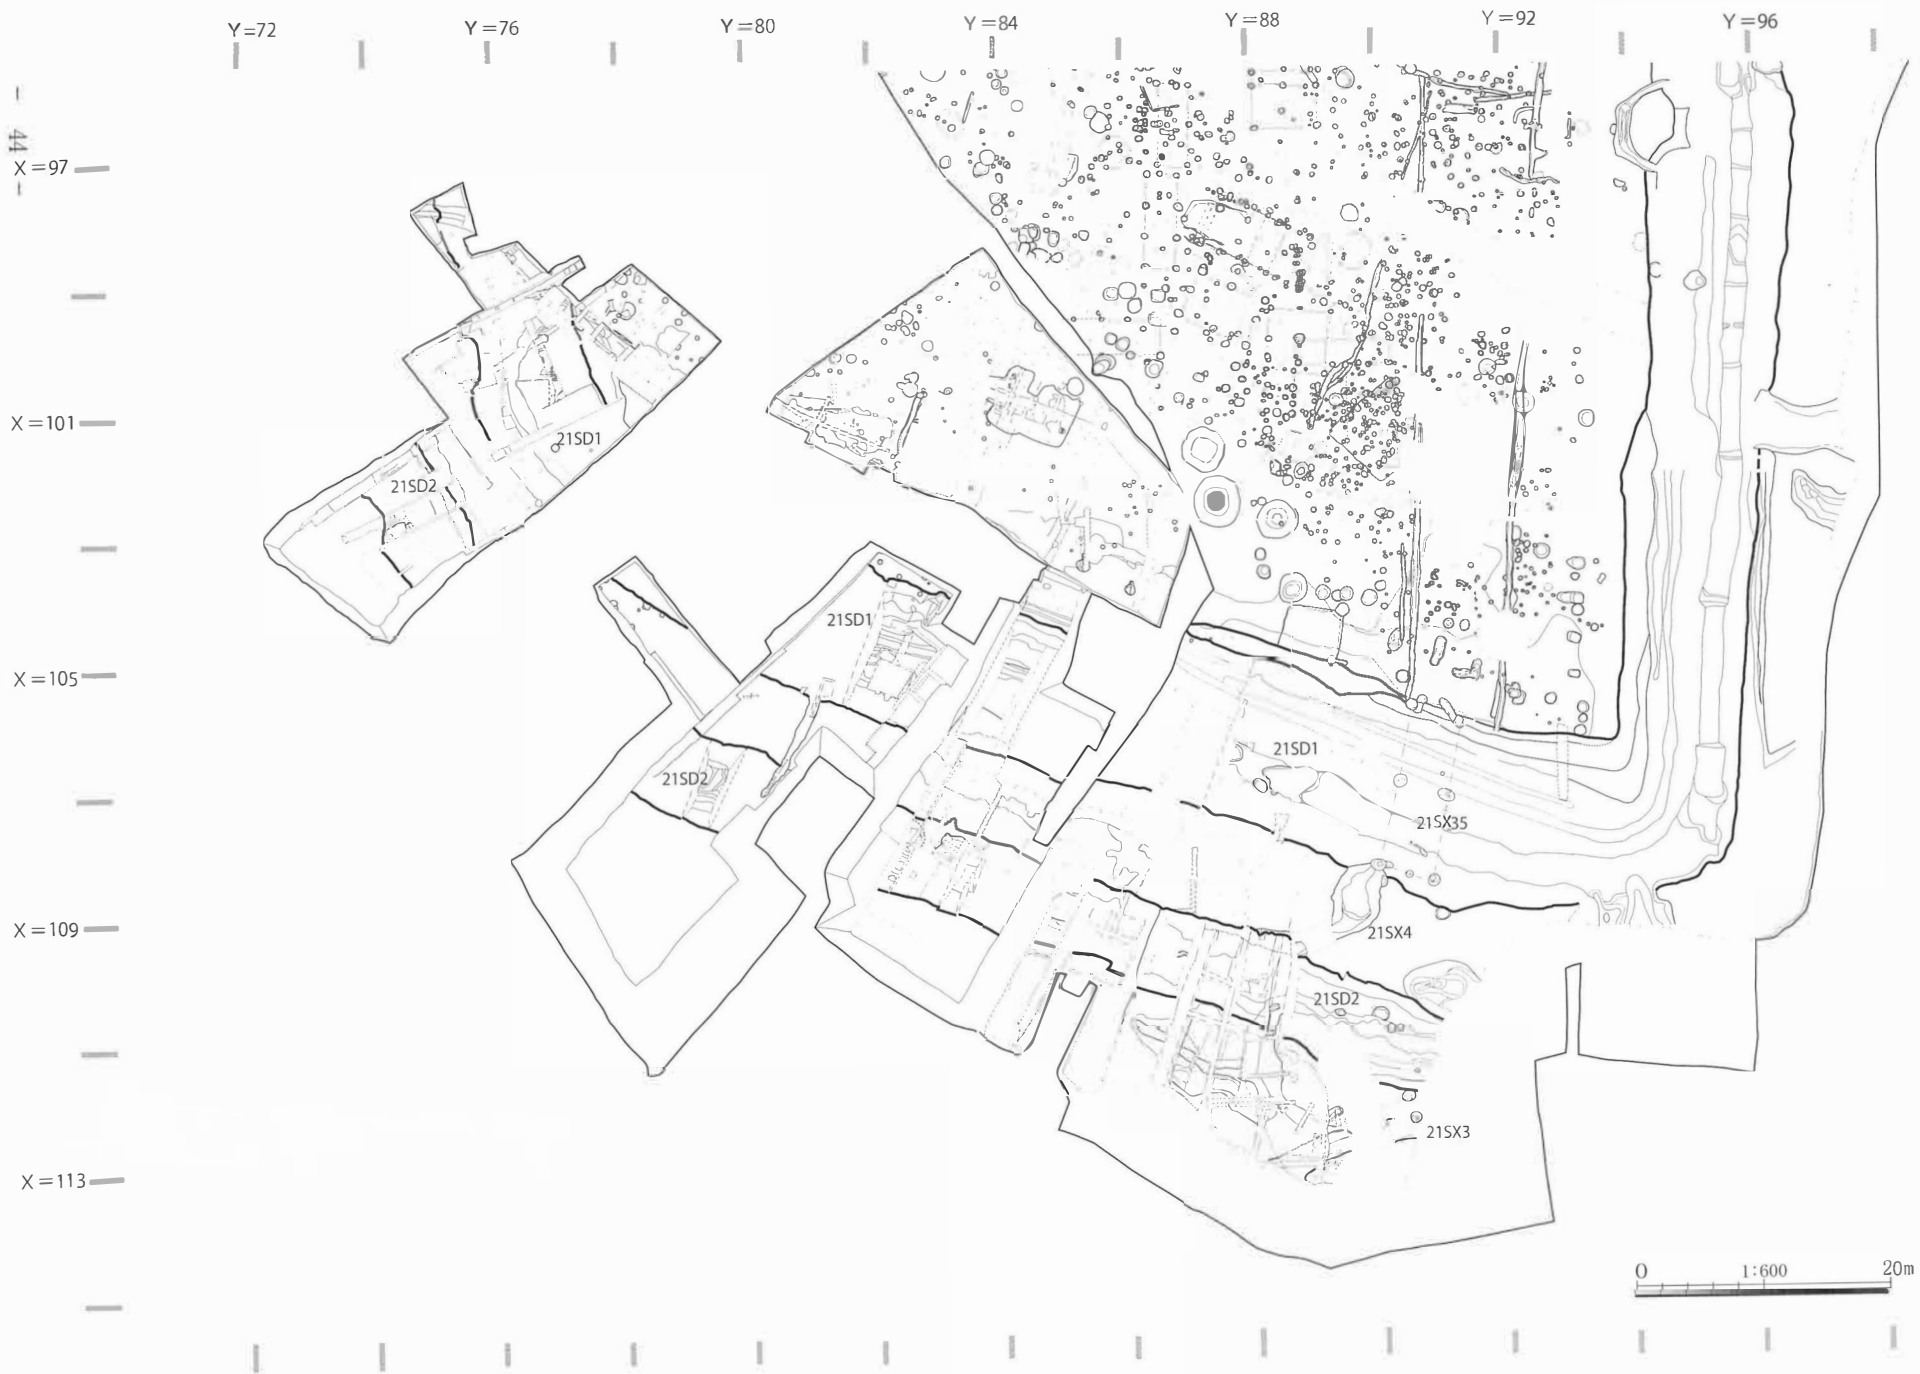 Y=72
Y=76
Y=80
Y=84
Y=88
Y=92
Y=96
- 44 -
X=97
X=101
21SD1
21SD2
21SD1
X=105
21SD1
21SD2
21SX35
X=109
21SX4
21SD2
21SX3
X=113
0
1:600
20m